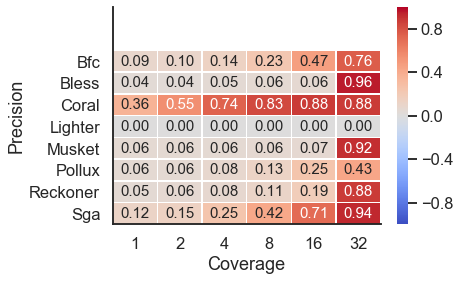 Precision
Bfc 0.09 0.10 0.14 0.23 0.47 0.76
Bless 0.04 0.04 0.05 0.06 0.06 0.96
Coral 0.36 0.55 0.74 0.83 0.88 0.88
Lighter 0.00 0.00 0.00 0.00 0.00 0.00
Musket 0.06 0.06 0.06 0.06 0.07 0.92
Pollux 0.06 0.06 0.08 0.13 0.25 0.43
Reckoner 0.05 0.06 0.08 0.11 0.19 0.88
Sga 0.12 0.15 0.25 0.42 0.71 0.94
1 2 4 8 16 32
Coverage
0.8
0.4
0.0
−0.4
−0.8